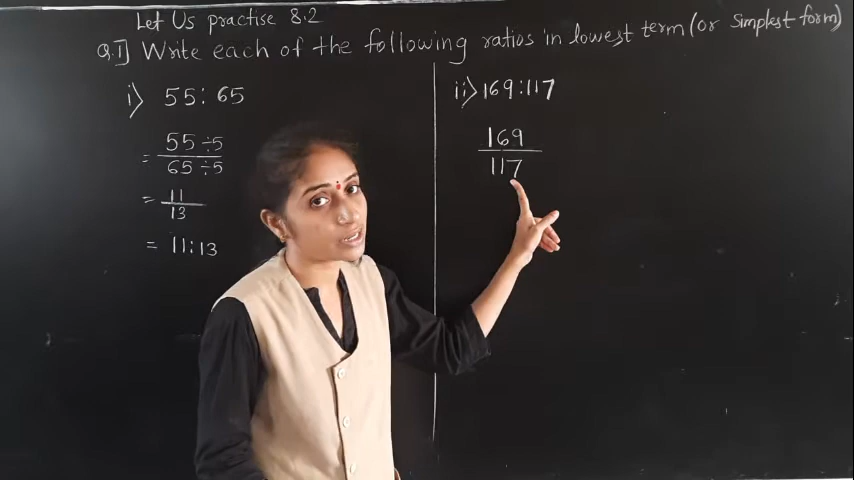 Let Us practise 8.2
Q.I] Write each of the following ratios in lowest term (or simplest form)
i) 55:65
55 ÷5
= 65 ÷5
= 11
13
= 11:13
ii) 169:117
169
117